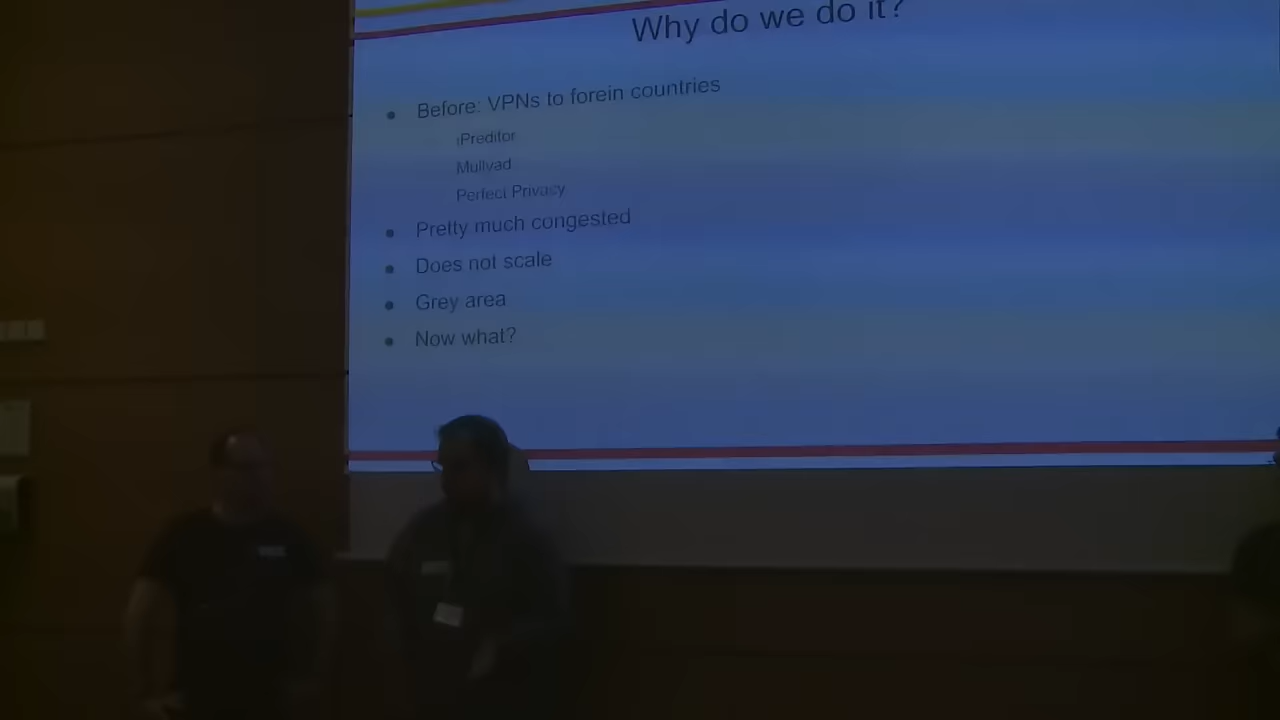 Why do we do it?
Before: VPNs to forein countries
iPreditor
Mullvad
Perfect Privacy
Pretty much congested
Does not scale
Grey area
Now what?